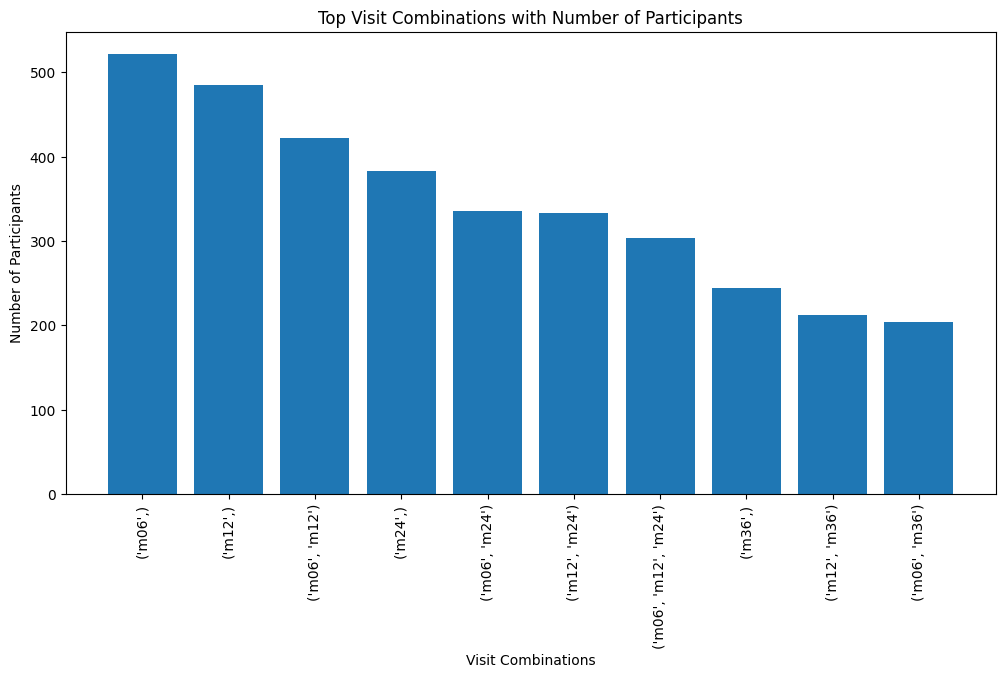 Top Visit Combinations with Number of Participants
Number of Participants
500
400
300
200
100
0
('m06',)
('m12',)
('m06', 'm12')
('m24',)
('m06', 'm24')
('m12', 'm24')
('m06', 'm12', 'm24')
('m36',)
('m12', 'm36')
('m06', 'm36')
Visit Combinations